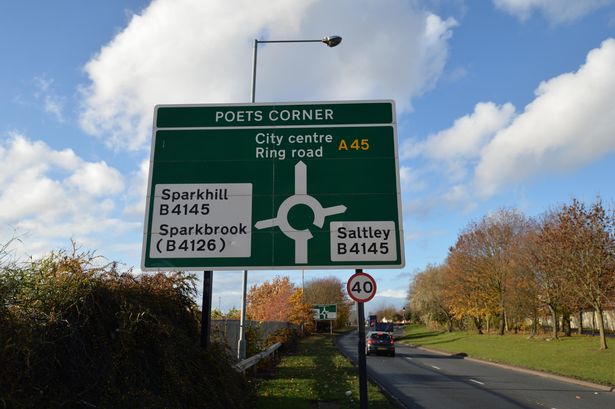 POETS CORNER
City centre
Ring road A45
Sparkhill
B4145
Sparkbrook
(B4126)
Saltley
B4145
40